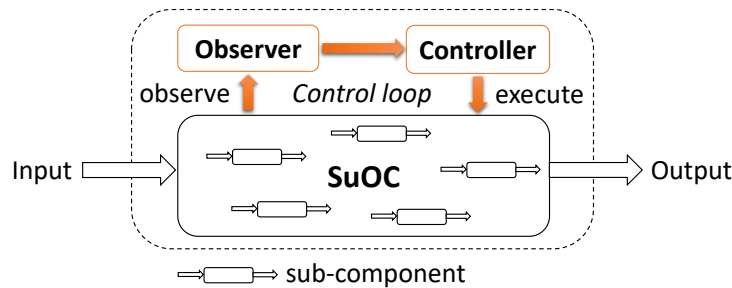 Observer
Controller
observe
Control loop
execute
Input
SuOC
Output
sub-component